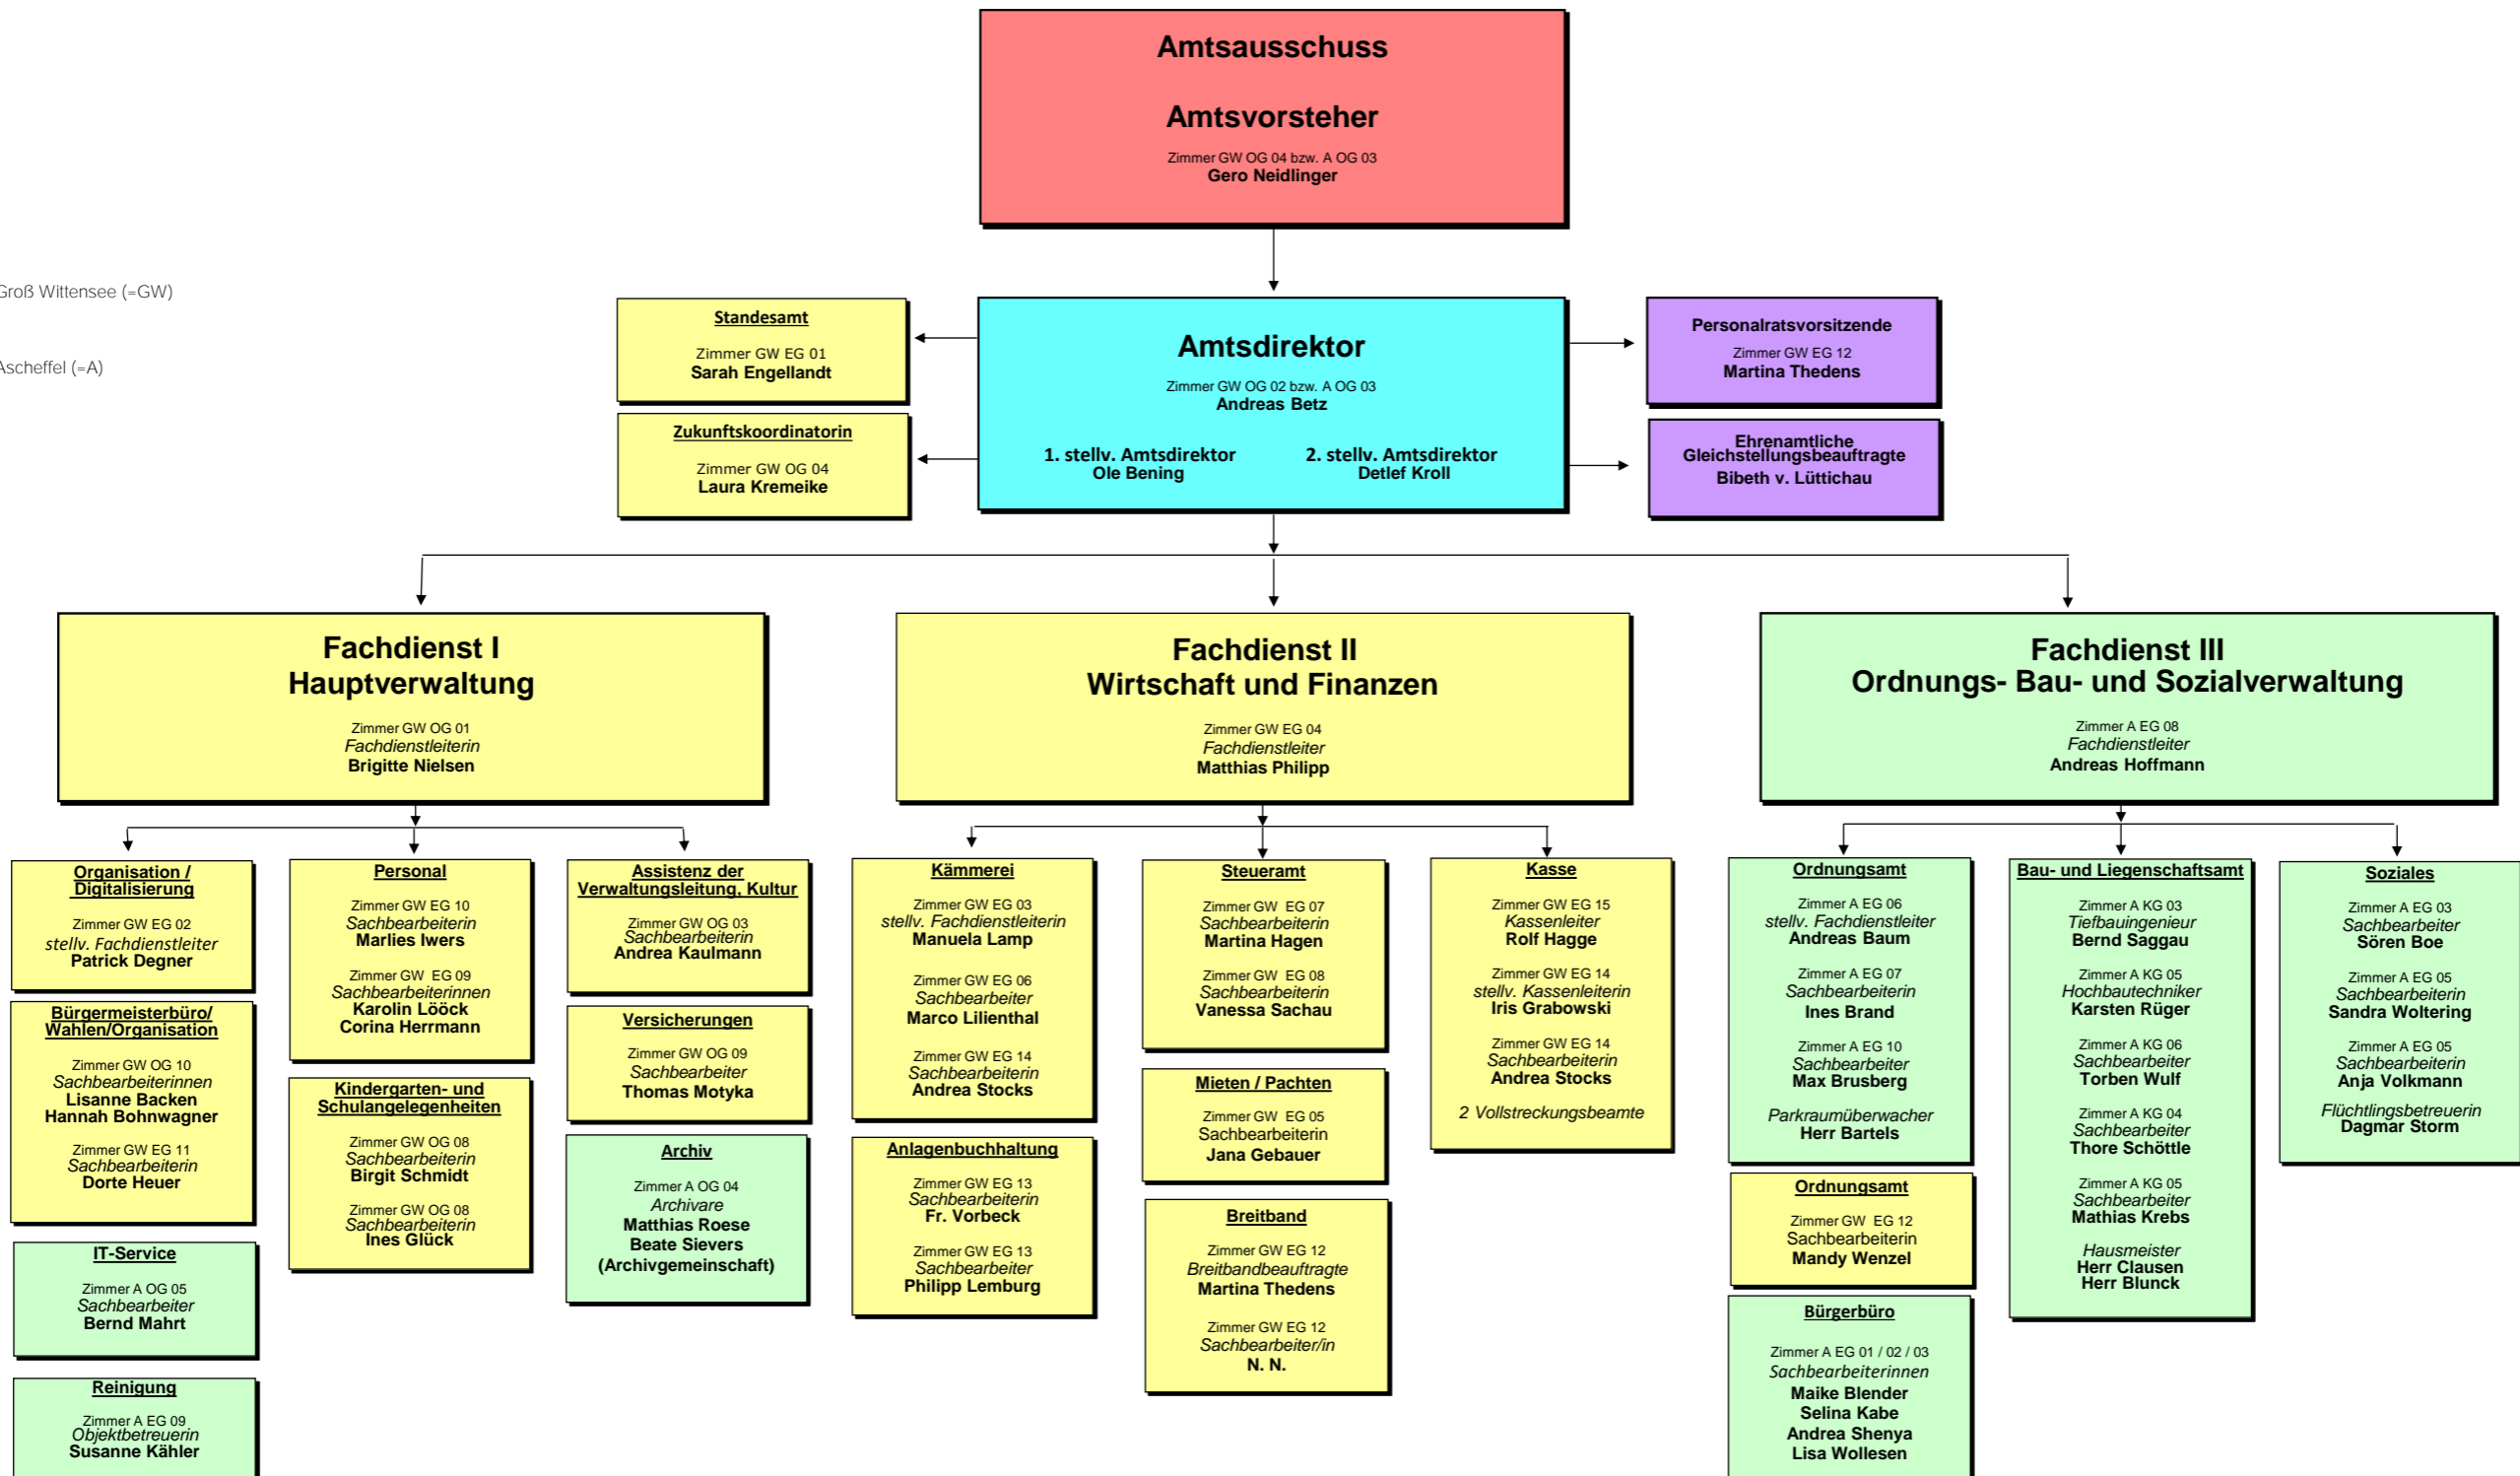 Amtsausschuss
Amtsvorsteher
Zimmer GW OG 04 bzw. A OG 03
Gero Neidlinger
Groß Wittensee (=GW)
Ascheffel (=A)
Standesamt
Zimmer GW EG 01
Sarah Engellandt
Zukunftskoordinatorin
Zimmer GW OG 04
Laura Kremeike
Amtsdirektor
Zimmer GW OG 02 bzw. A OG 03
Andreas Betz
1. stellv. Amtsdirektor
Ole Bening
2. stellv. Amtsdirektor
Detlef Kroll
Personalratsvorsitzende
Zimmer GW EG 12
Martina Thedens
Ehrenamtliche
Gleichstellungsbeauftragte
Bibeth v. Lüttichau
Fachdienst I
Hauptverwaltung
Zimmer GW OG 01
Fachdienstleiterin
Brigitte Nielsen
Fachdienst II
Wirtschaft und Finanzen
Zimmer GW EG 04
Fachdienstleiter
Matthias Philipp
Fachdienst III
Ordnungs- Bau- und Sozialverwaltung
Zimmer A EG 08
Fachdienstleiter
Andreas Hoffmann
Organisation /
Digitalisierung
Zimmer GW EG 02
stellv. Fachdienstleiter
Patrick Degner
Bürgermeisterbüro/
Wahlen/Organisation
Zimmer GW OG 10
Sachbearbeiterinnen
Lisanne Backen
Hannah Bohnwagner
Zimmer GW EG 11
Sachbearbeiterin
Dorte Heuer
IT-Service
Zimmer A OG 05
Sachbearbeiter
Bernd Mahrt
Reinigung
Zimmer A EG 09
Objektbetreuerin
Susanne Kähler
Personal
Zimmer GW EG 10
Sachbearbeiterin
Marlies Iwers
Zimmer GW EG 09
Sachbearbeiterinnen
Karolin Lööck
Corina Herrmann
Kindergarten- und
Schulangelegenheiten
Zimmer GW OG 08
Sachbearbeiterin
Birgit Schmidt
Zimmer GW OG 08
Sachbearbeiterin
Ines Glück
Assistenz der
Verwaltungsleitung, Kultur
Zimmer GW OG 03
Sachbearbeiterin
Andrea Kaulmann
Versicherungen
Zimmer GW OG 09
Sachbearbeiter
Thomas Motyka
Archiv
Zimmer A OG 04
Archivare
Matthias Roese
Beate Sievers
(Archivgemeinschaft)
Kämmerei
Zimmer GW EG 03
stellv. Fachdienstleiterin
Manuela Lamp
Zimmer GW EG 06
Sachbearbeiter
Marco Lilienthal
Zimmer GW EG 14
Sachbearbeiterin
Andrea Stocks
Anlagenbuchhaltung
Zimmer GW EG 13
Sachbearbeiterin
Fr. Vorbeck
Zimmer GW EG 13
Sachbearbeiter
Philipp Lemburg
Steueramt
Zimmer GW EG 07
Sachbearbeiterin
Martina Hagen
Zimmer GW EG 08
Sachbearbeiterin
Vanessa Sachau
Mieten / Pachten
Zimmer GW EG 05
Sachbearbeiterin
Jana Gebauer
Breitband
Zimmer GW EG 12
Breitbandbeauftragte
Martina Thedens
Zimmer GW EG 12
Sachbearbeiter/in
N. N.
Kasse
Zimmer GW EG 15
Kassenleiter
Rolf Hagge
Zimmer GW EG 14
stellv. Kassenleiterin
Iris Grabowski
Zimmer GW EG 14
Sachbearbeiterin
Andrea Stocks
2 Vollstreckungsbeamte
Ordnungsamt
Zimmer A EG 06
stellv. Fachdienstleiter
Andreas Baum
Zimmer A EG 07
Sachbearbeiterin
Ines Brand
Zimmer A EG 10
Sachbearbeiter
Max Brusberg
Parkraumüberwacher
Herr Bartels
Ordnungsamt
Zimmer GW EG 12
Sachbearbeiterin
Mandy Wenzel
Bürgerbüro
Zimmer A EG 01 / 02 / 03
Sachbearbeiterinnen
Maike Blender
Selina Kabe
Andrea Shenya
Lisa Wollesen
Bau- und Liegenschaftsamt
Zimmer A KG 03
Tiefbauingenieur
Bernd Saggau
Zimmer A KG 05
Hochbautechniker
Karsten Rüger
Zimmer A KG 06
Sachbearbeiter
Torben Wulf
Zimmer A KG 04
Sachbearbeiter
Thore Schöttle
Zimmer A KG 05
Sachbearbeiter
Mathias Krebs
Hausmeister
Herr Clausen
Herr Blunck
Soziales
Zimmer A EG 03
Sachbearbeiter
Sören Boe
Zimmer A EG 05
Sachbearbeiterin
Sandra Woltering
Zimmer A EG 05
Sachbearbeiterin
Anja Volkmann
Flüchtlingsbetreuerin
Dagmar Storm